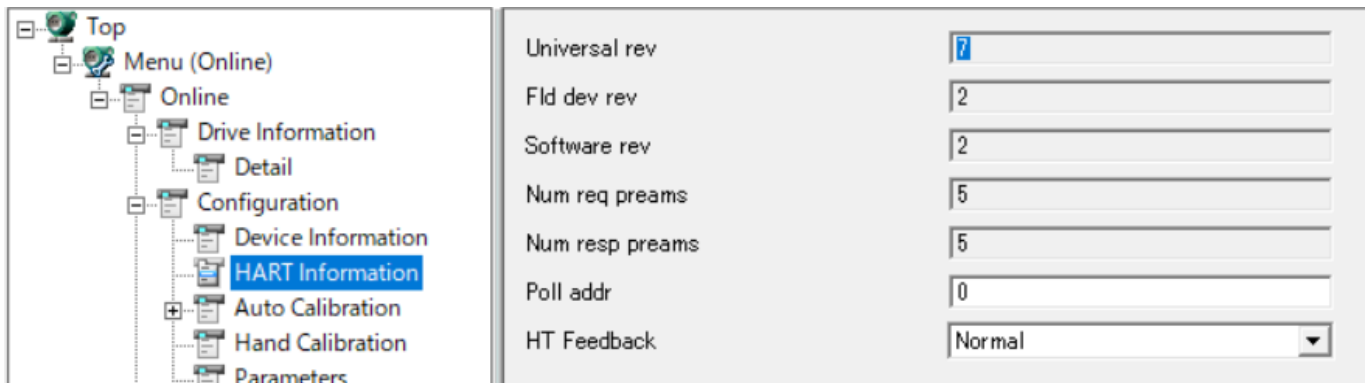 Top
Menu (Online)
Online
Drive Information
Detail
Configuration
Device Information
HART Information
Auto Calibration
Hand Calibration
Parameters
Universal rev 7
Fld dev rev 2
Software rev 2
Num req preams 5
Num resp preams 5
Poll addr 0
HT Feedback Normal